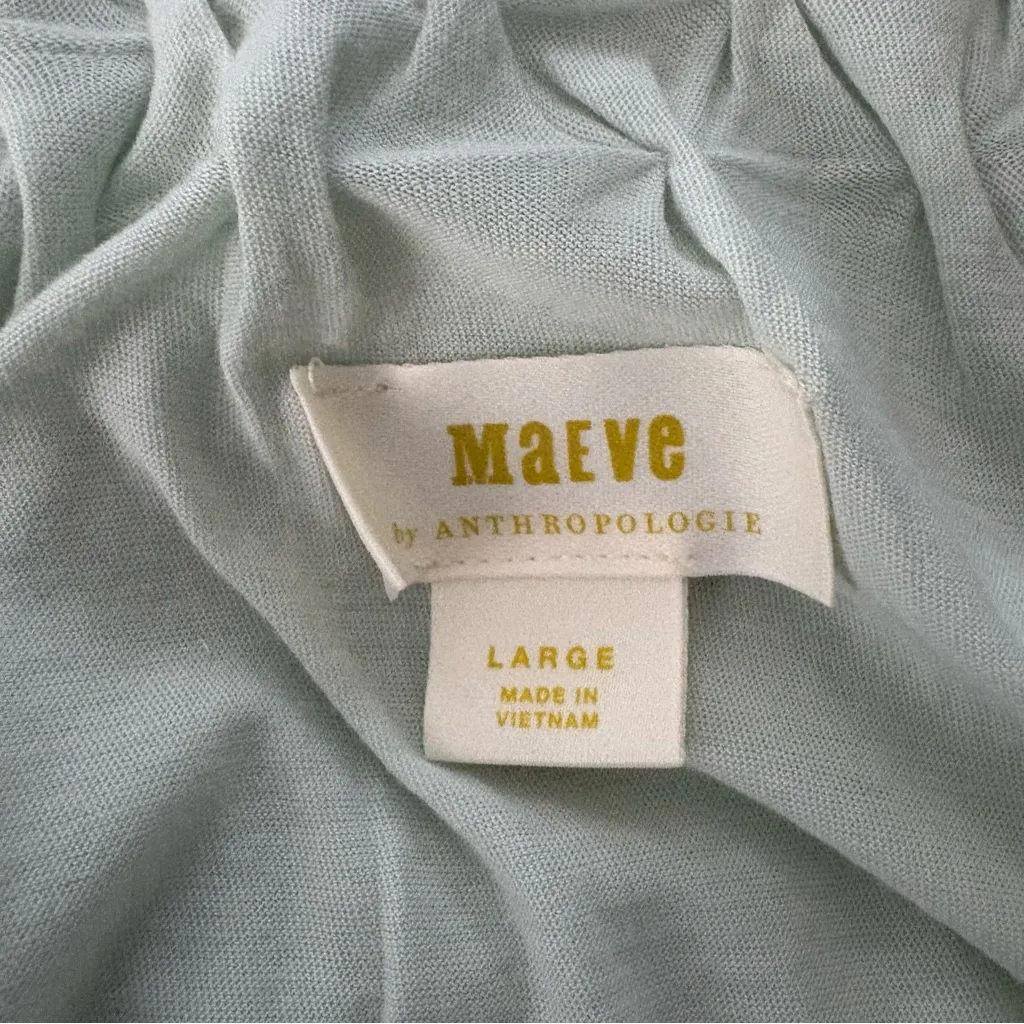 MaEVe
by ANTHROPOLOGIE
LARGE
MADE IN
VIETNAM